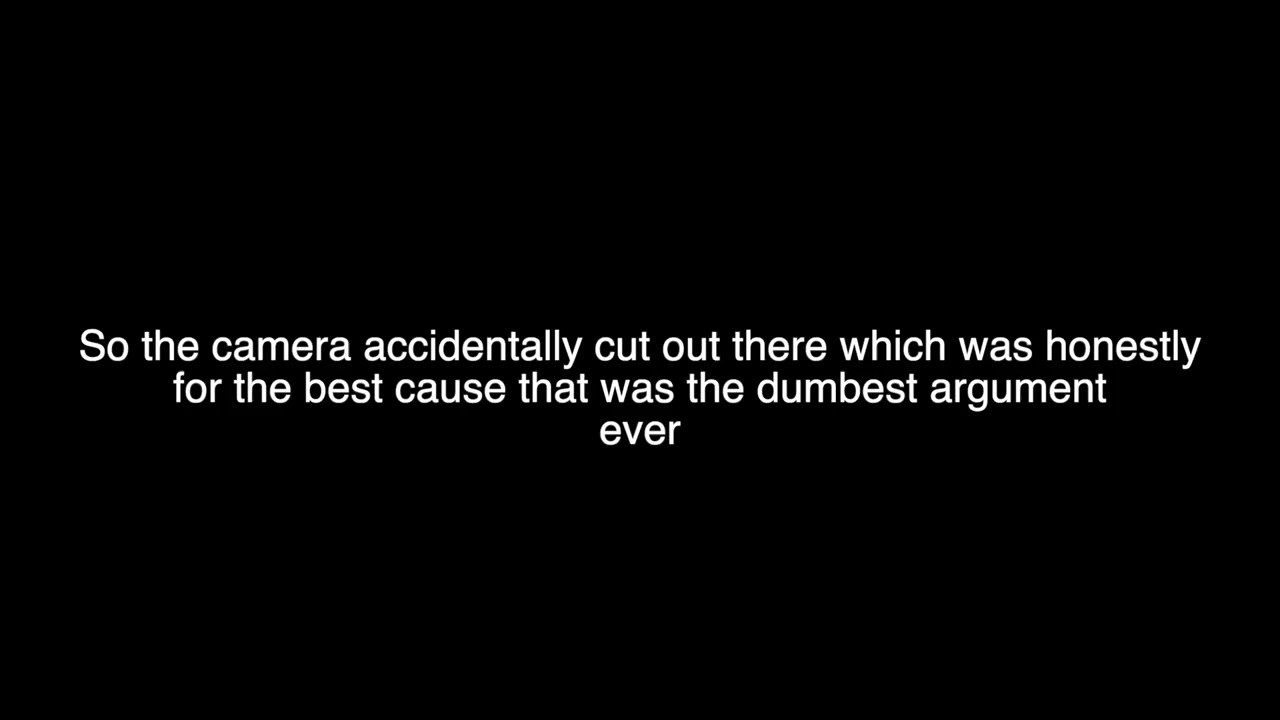 So the camera accidentally cut out there which was honestly
for the best cause that was the dumbest argument
ever